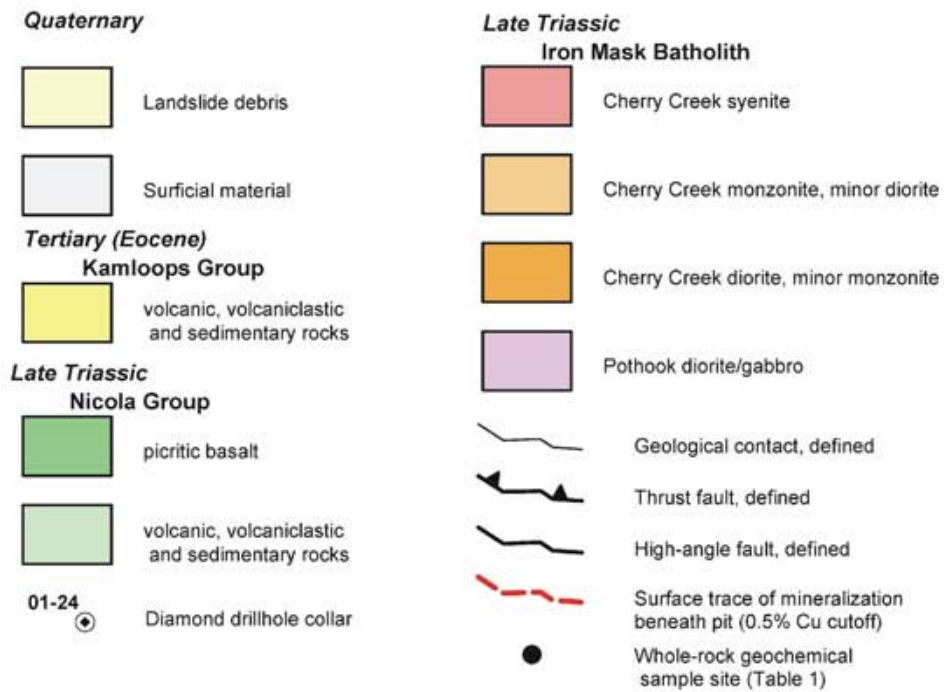 Quaternary
Landslide debris
Surficial material
Tertiary (Eocene)
Kamloops Group
volcanic, volcaniclastic
and sedimentary rocks
Late Triassic
Nicola Group
picritic basalt
volcanic, volcaniclastic
and sedimentary rocks
01-24
Diamond drillhole collar
Late Triassic
Iron Mask Batholith
Cherry Creek syenite
Cherry Creek monzonite, minor diorite
Cherry Creek diorite, minor monzonite
Pothook diorite/gabbro
Geological contact, defined
Thrust fault, defined
High-angle fault, defined
Surface trace of mineralization
beneath pit (0.5% Cu cutoff)
Whole-rock geochemical
sample site (Table 1)